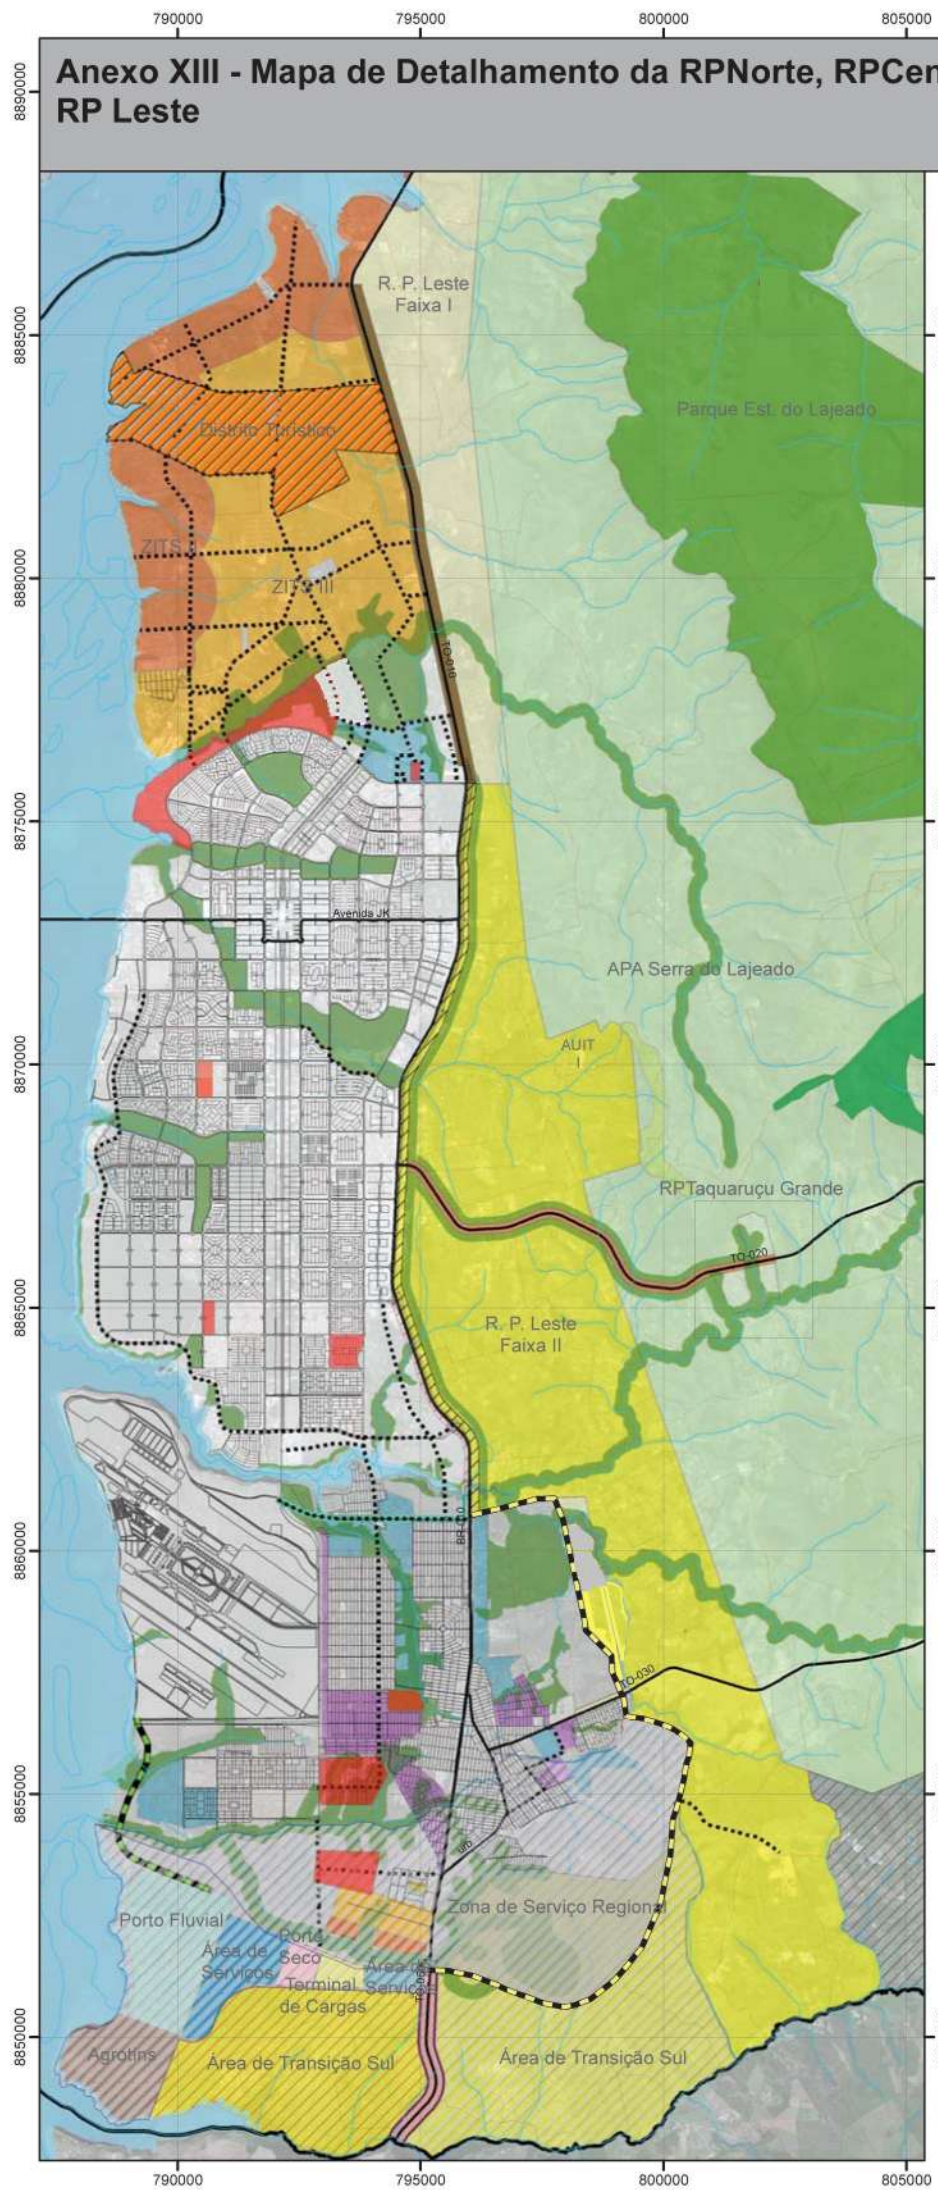 790000 795000 800000 805000
Anexo XIII - Mapa de Detalhamento da RPNorte, RPCen
RP Leste
8890000
R. P. Leste
Faixa I
8885000
Parque Est. do Lajeado
Distrito Turístico
ZITS
8880000
ZITS III
TO-010
8875000
Avenida JK
APA Serra do Lajeado
AUIT
I
8870000
RPTaquaruçu Grande
TO-020
8865000
R. P. Leste
Faixa II
8860000
TO-030
8855000
Zona de Serviço Regional
Porto Fluvial
Porto
Seco
Área de
Serviços
Área de
Serviços
Terminal
de Cargas
8850000
Agrotins
Área de Transição Sul
Área de Transição Sul
790000 795000 800000 805000